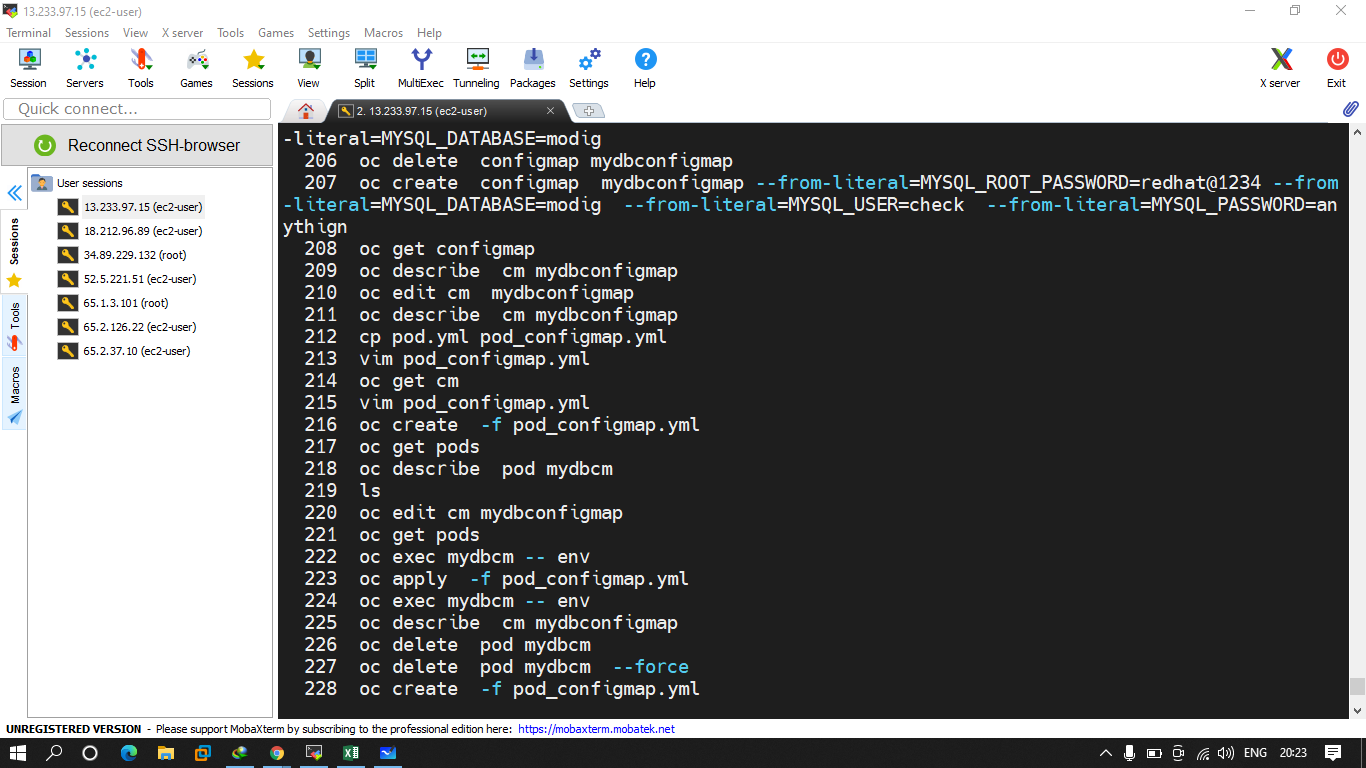 13.233.97.15 (ec2-user)
Terminal Sessions View X server Tools Games Settings Macros Help
Session Servers Tools Games Sessions View Split MultiExec Tunneling Packages Settings Help X server Exit
Quick connect...
2. 13.233.97.15 (ec2-user)
Reconnect SSH-browser
User sessions
13.233.97.15 (ec2-user)
18.212.96.89 (ec2-user)
34.89.229.132 (root)
52.5.221.51 (ec2-user)
65.1.3.101 (root)
65.2.126.22 (ec2-user)
65.2.37.10 (ec2-user)
Sessions
Tools
Macros
-literal=MYSQL_DATABASE=modig
206 oc delete configmap mydbconfigmap
207 oc create configmap mydbconfigmap --from-literal=MYSQL_ROOT_PASSWORD=redhat@1234 --from
-literal=MYSQL_DATABASE=modig --from-literal=MYSQL_USER=check --from-literal=MYSQL_PASSWORD=an
ythign
208 oc get configmap
209 oc describe cm mydbconfigmap
210 oc edit cm mydbconfigmap
211 oc describe cm mydbconfigmap
212 cp pod.yml pod_configmap.yml
213 vim pod_configmap.yml
214 oc get cm
215 vim pod_configmap.yml
216 oc create -f pod_configmap.yml
217 oc get pods
218 oc describe pod mydbcm
219 ls
220 oc edit cm mydbconfigmap
221 oc get pods
222 oc exec mydbcm -- env
223 oc apply -f pod_configmap.yml
224 oc exec mydbcm -- env
225 oc describe cm mydbconfigmap
226 oc delete pod mydbcm
227 oc delete pod mydbcm --force
228 oc create -f pod_configmap.yml
UNREGISTERED VERSION - Please support MobaXterm by subscribing to the professional edition here: https://mobaxterm.mobatek.net
ENG 20:23